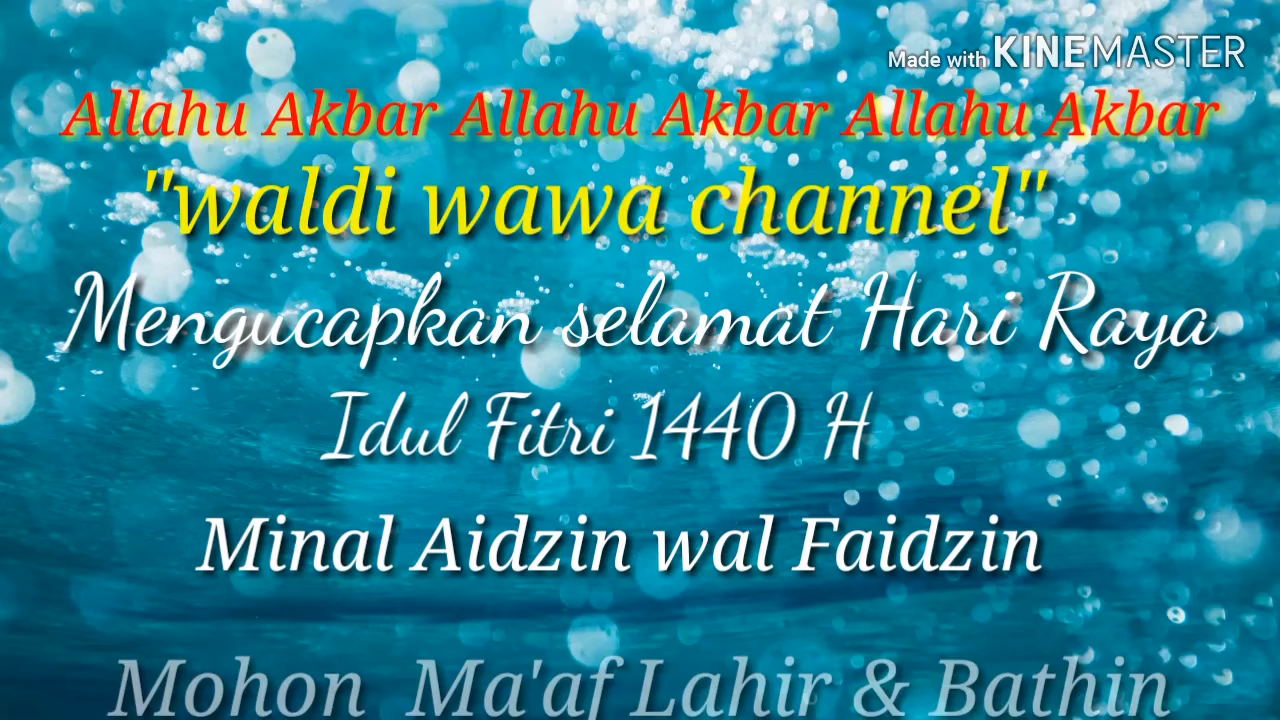 Made with KINEMASTER
Allahu Akbar Allahu Akbar Allahu Akbar
"waldi wawa channel"
Mengucapkan selamat Hari Raya
Idul Fitri 1440 H
Minal Aidzin wal Faidzin
Mohon Ma'af Lahir & Bathin